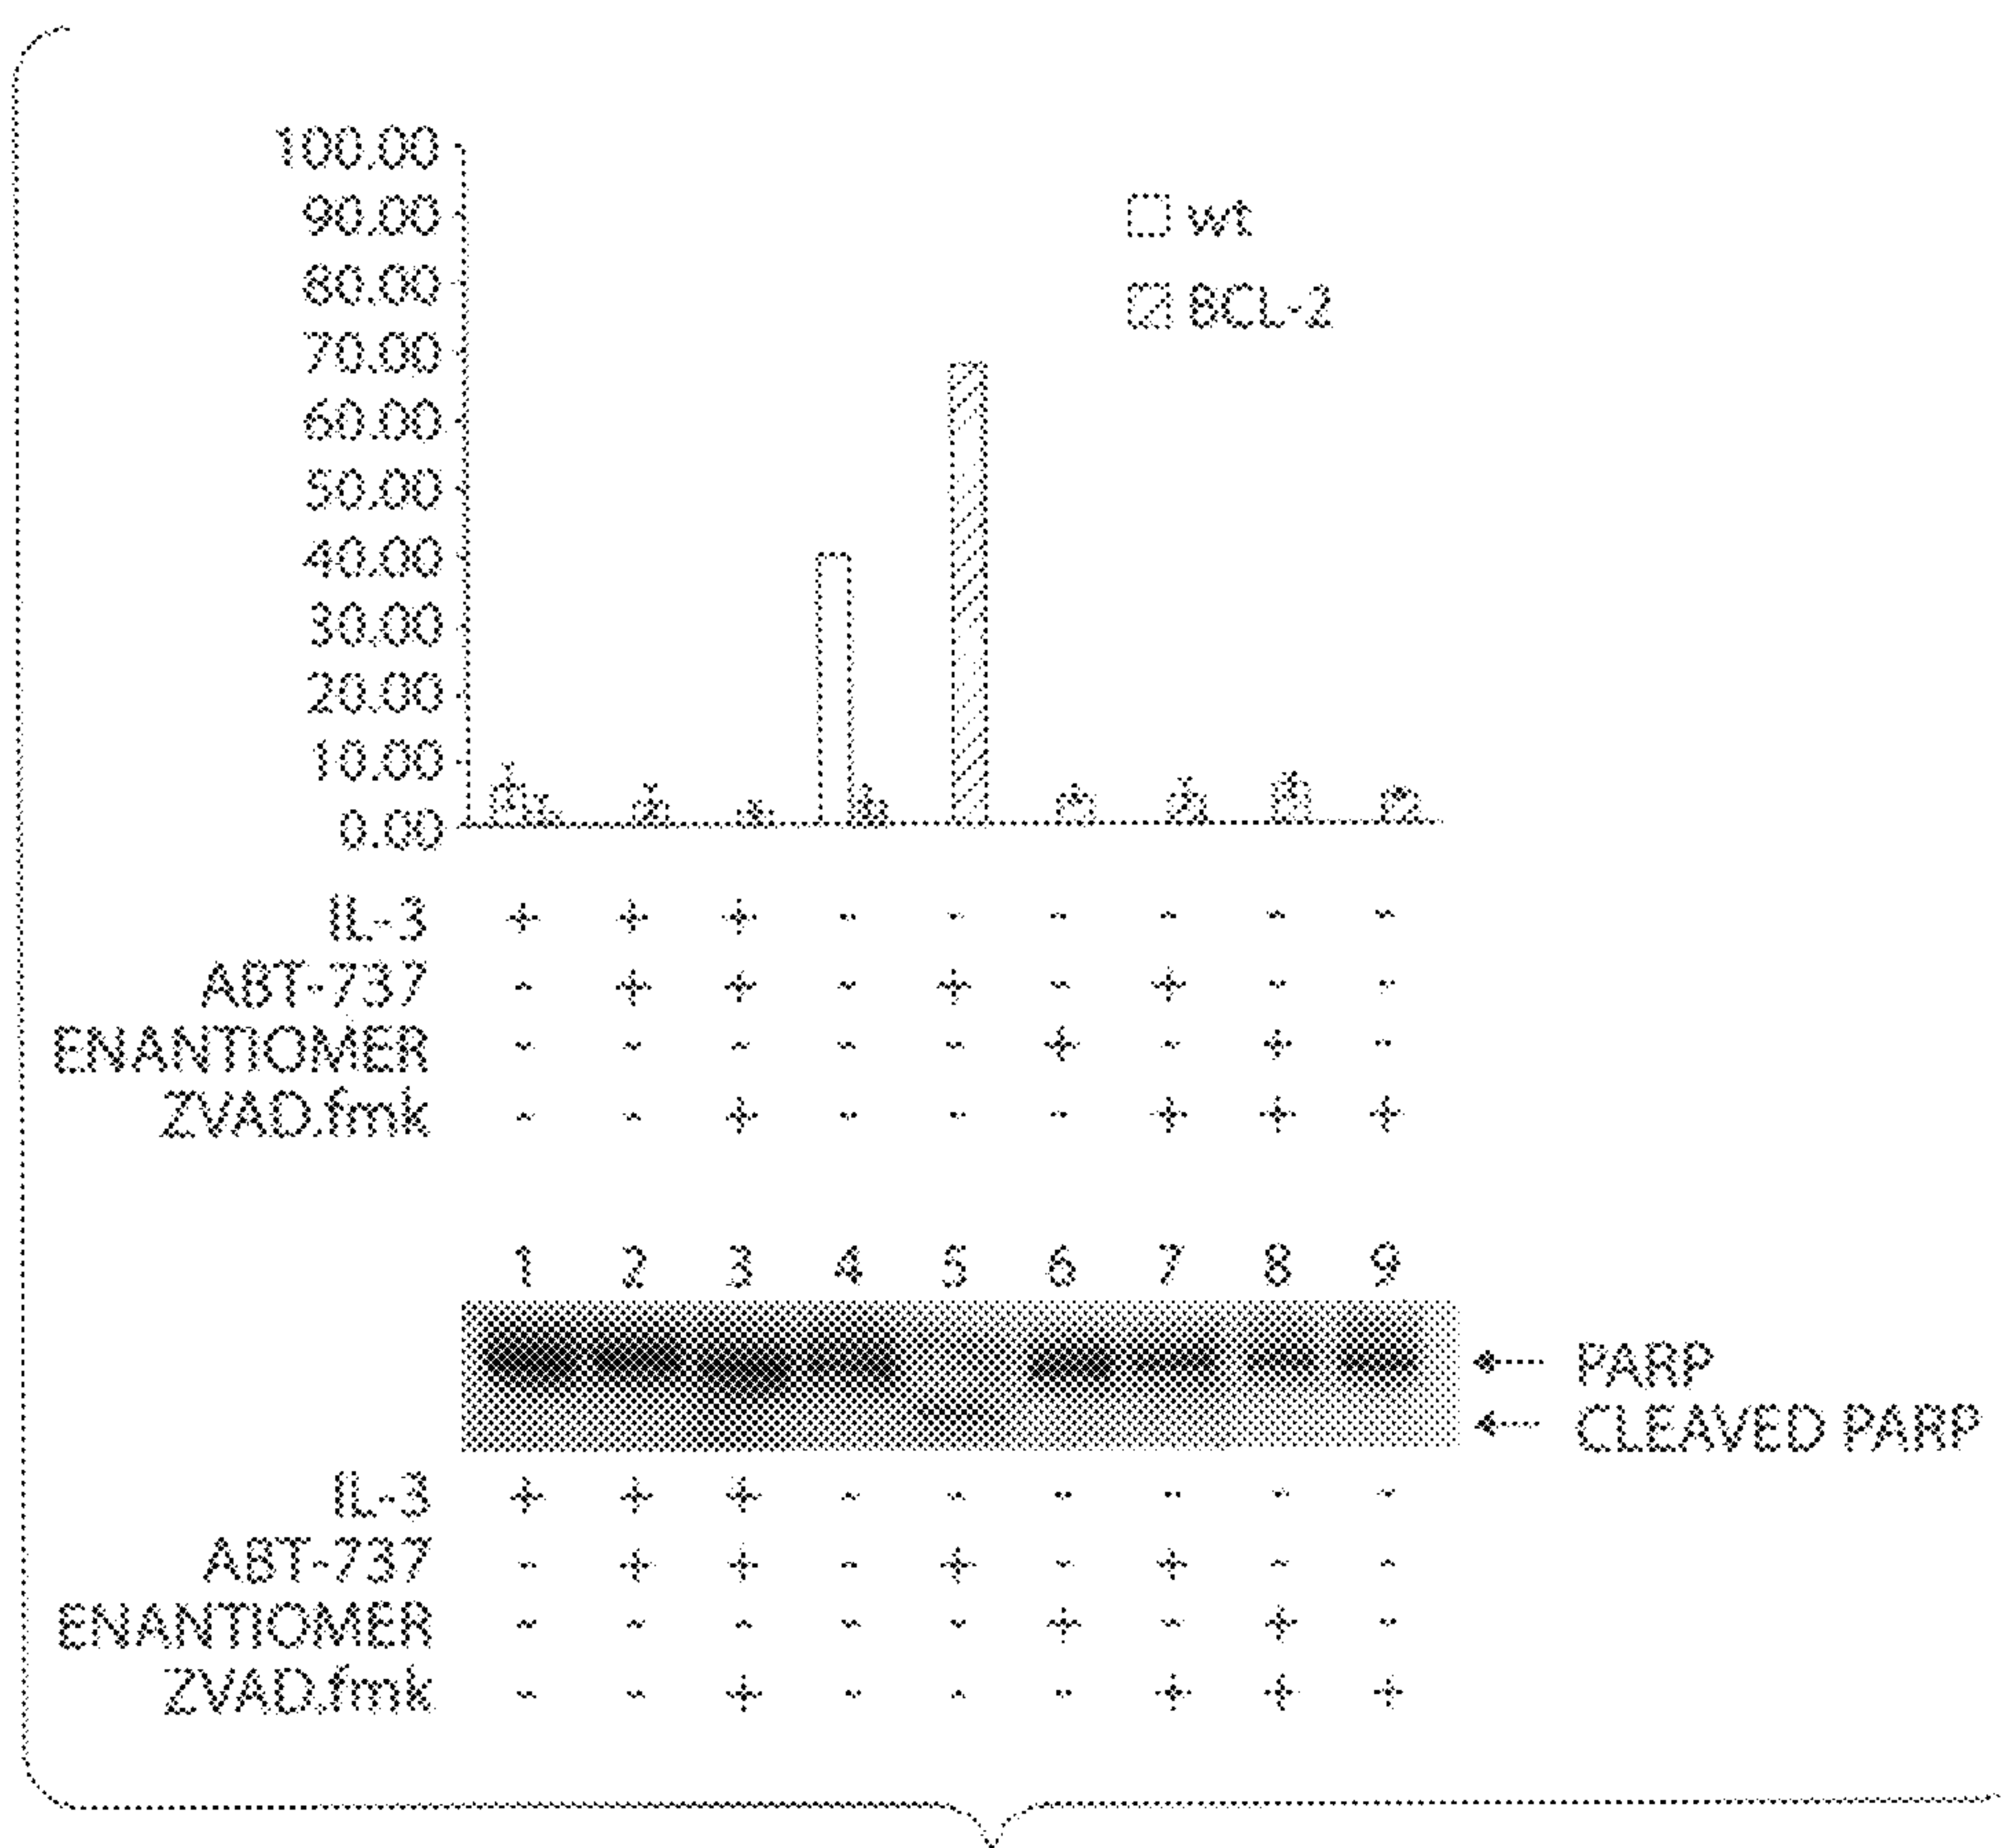 100.00
90.00
wt
80.00
BCL-2
70.00
60.00
50.00
40.00
30.00
20.00
10.00
0.00
IL-3 + + + - - - - - -
ABT-737 - + + - + - + - -
ENANTIOMER - - - - - + - + -
ZVAD.fmk - - + - - - + + +
1 2 3 4 5 6 7 8 9
PARP
CLEAVED PARP
IL-3 + + + - - - - - -
ABT-737 - + + - + - + - -
ENANTIOMER - - - - - + - + -
ZVAD.fmk - - + - - - + + +